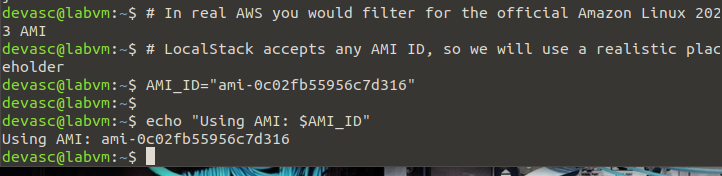 devasc@labvm:~$ # In real AWS you would filter for the official Amazon Linux 202
3 AMI
devasc@labvm:~$ # LocalStack accepts any AMI ID, so we will use a realistic plac
eholder
devasc@labvm:~$ AMI_ID="ami-0c02fb55956c7d316"
devasc@labvm:~$
devasc@labvm:~$ echo "Using AMI: $AMI_ID"
Using AMI: ami-0c02fb55956c7d316
devasc@labvm:~$